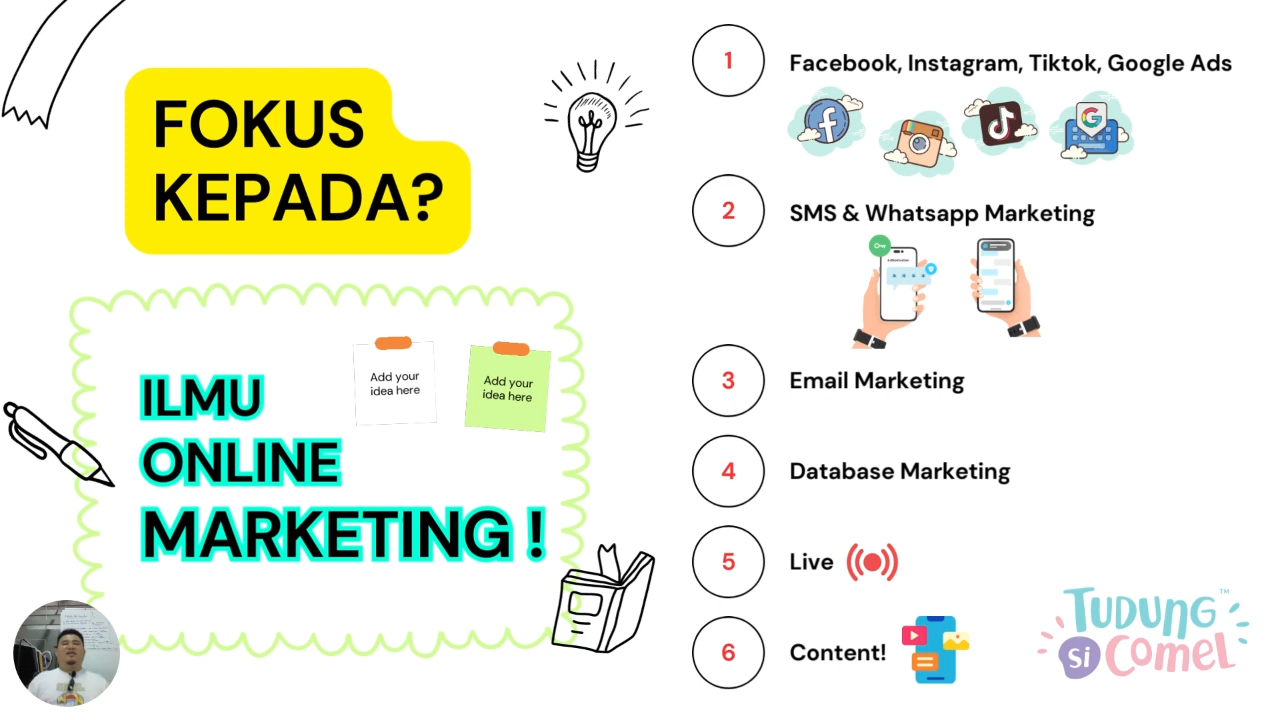 FOKUS
KEPADA?
ILMU
ONLINE
MARKETING !
Add your
idea here
Add your
idea here
1
Facebook, Instagram, Tiktok, Google Ads
2
SMS & Whatsapp Marketing
3
Email Marketing
4
Database Marketing
5
Live
6
Content!
TUDUNG™
Si COMEL